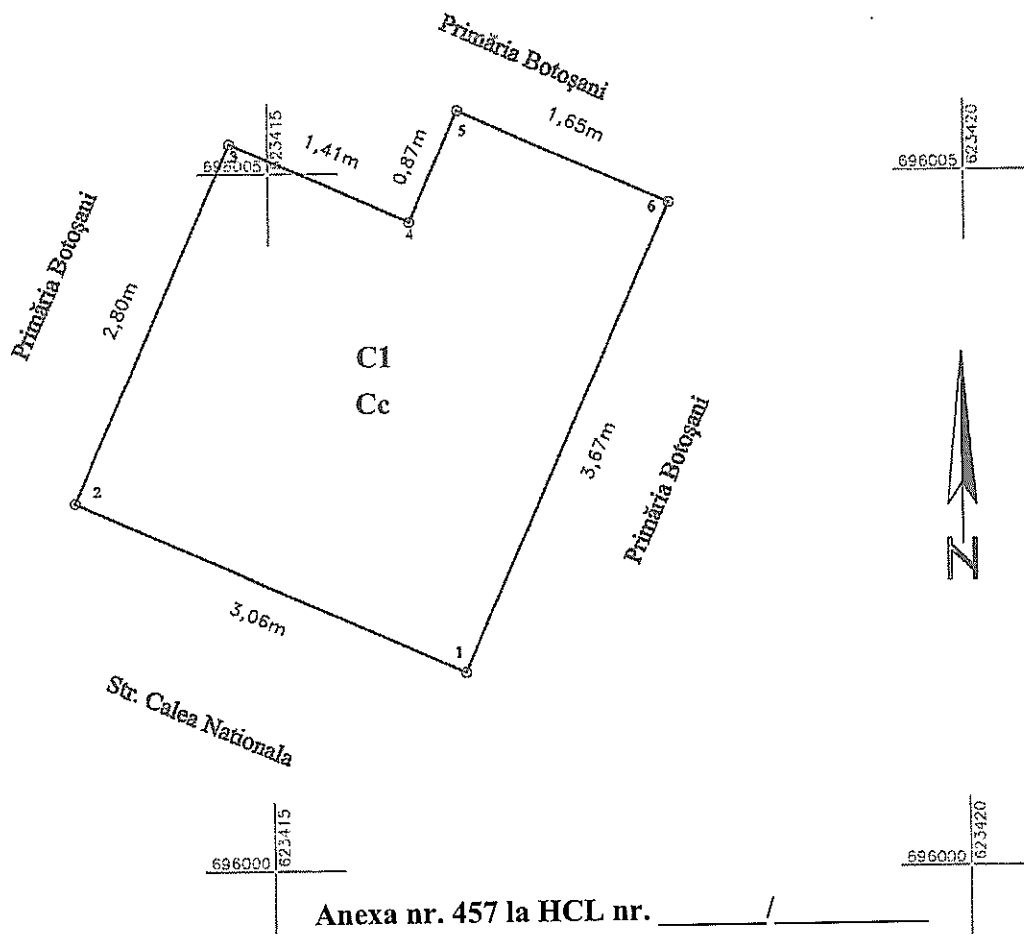 Primăria Botoșani
5
1,65m
623415
623420
696005
3
1,41m
0,87m
696005
4
6
Primăria Botoșani
2,80m
C1
Cc
3,67m
Primăria Botoșani
2
N
3,06m
1
Str. Calea Nationala
623415
623420
696000
696000
Anexa nr. 457 la HCL nr. ______/__________